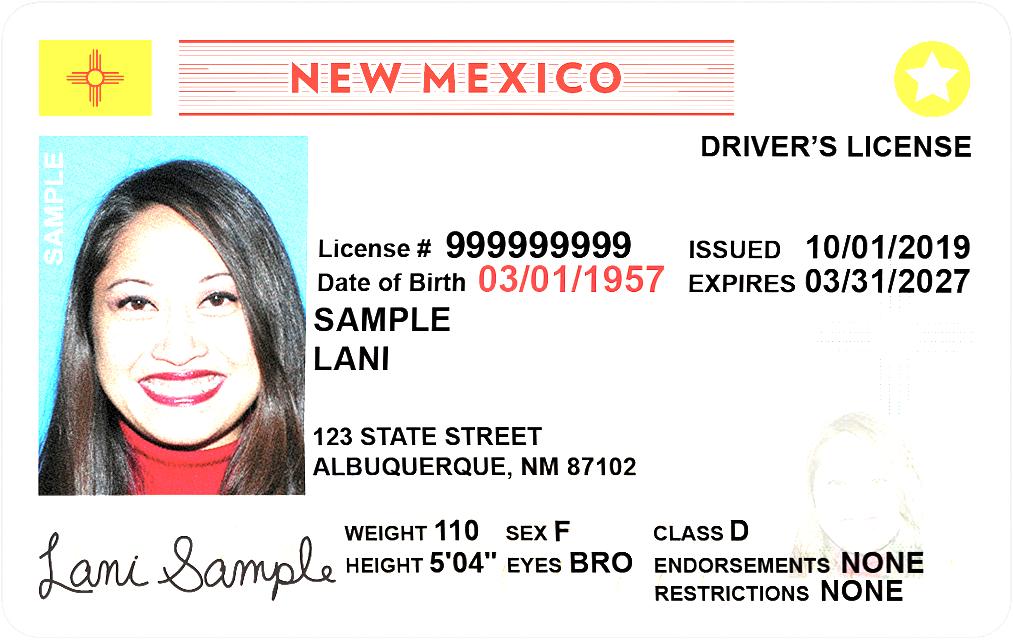 NEW MEXICO
DRIVER'S LICENSE
SAMPLE
License # 999999999
ISSUED 10/01/2019
Date of Birth 03/01/1957
EXPIRES 03/31/2027
SAMPLE
LANI
123 STATE STREET
ALBUQUERQUE, NM 87102
WEIGHT 110 SEX F CLASS D
HEIGHT 5'04" EYES BRO ENDORSEMENTS NONE
RESTRICTIONS NONE
Lani Sample